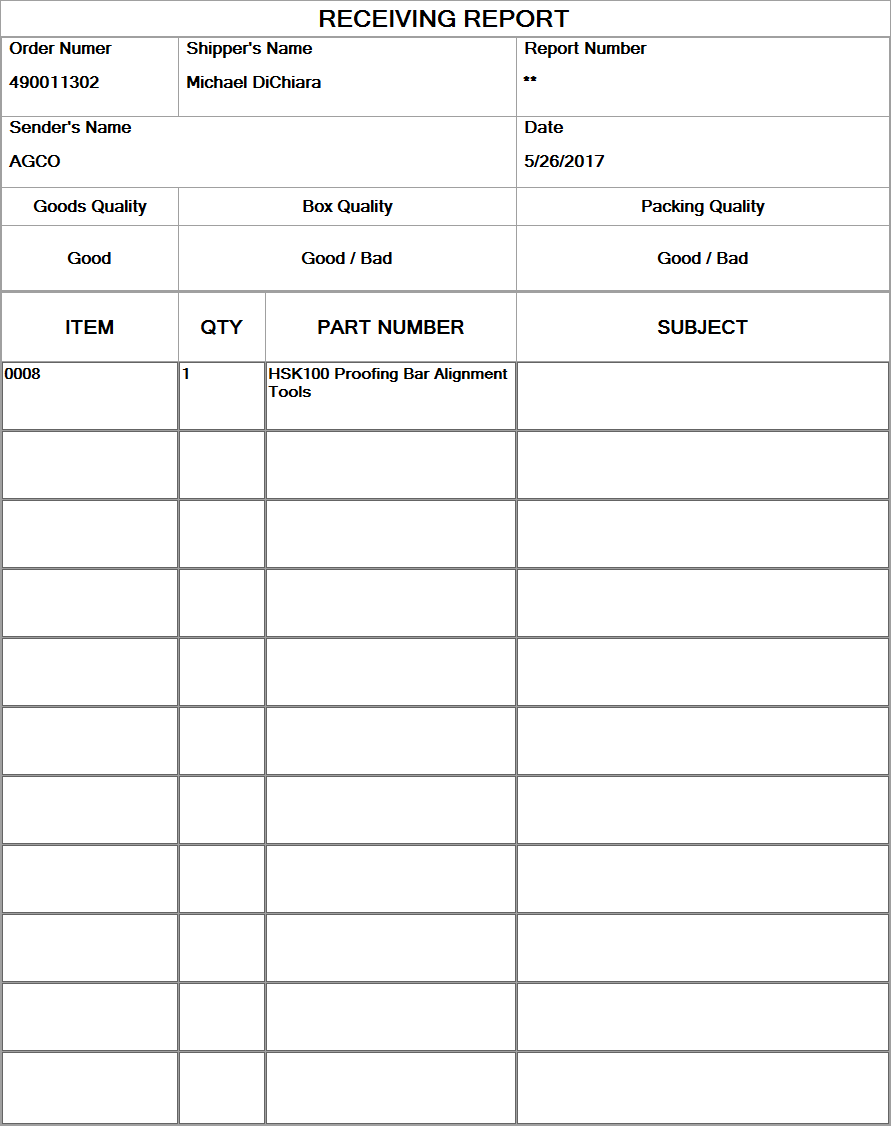 RECEIVING REPORT
Order Numer
Shipper's Name
Report Number
490011302
Michael DiChiara
**
Sender's Name
Date
AGCO
5/26/2017
Goods Quality
Box Quality
Packing Quality
Good
Good / Bad
Good / Bad
ITEM
QTY
PART NUMBER
SUBJECT
0008
1
HSK100 Proofing Bar Alignment
Tools